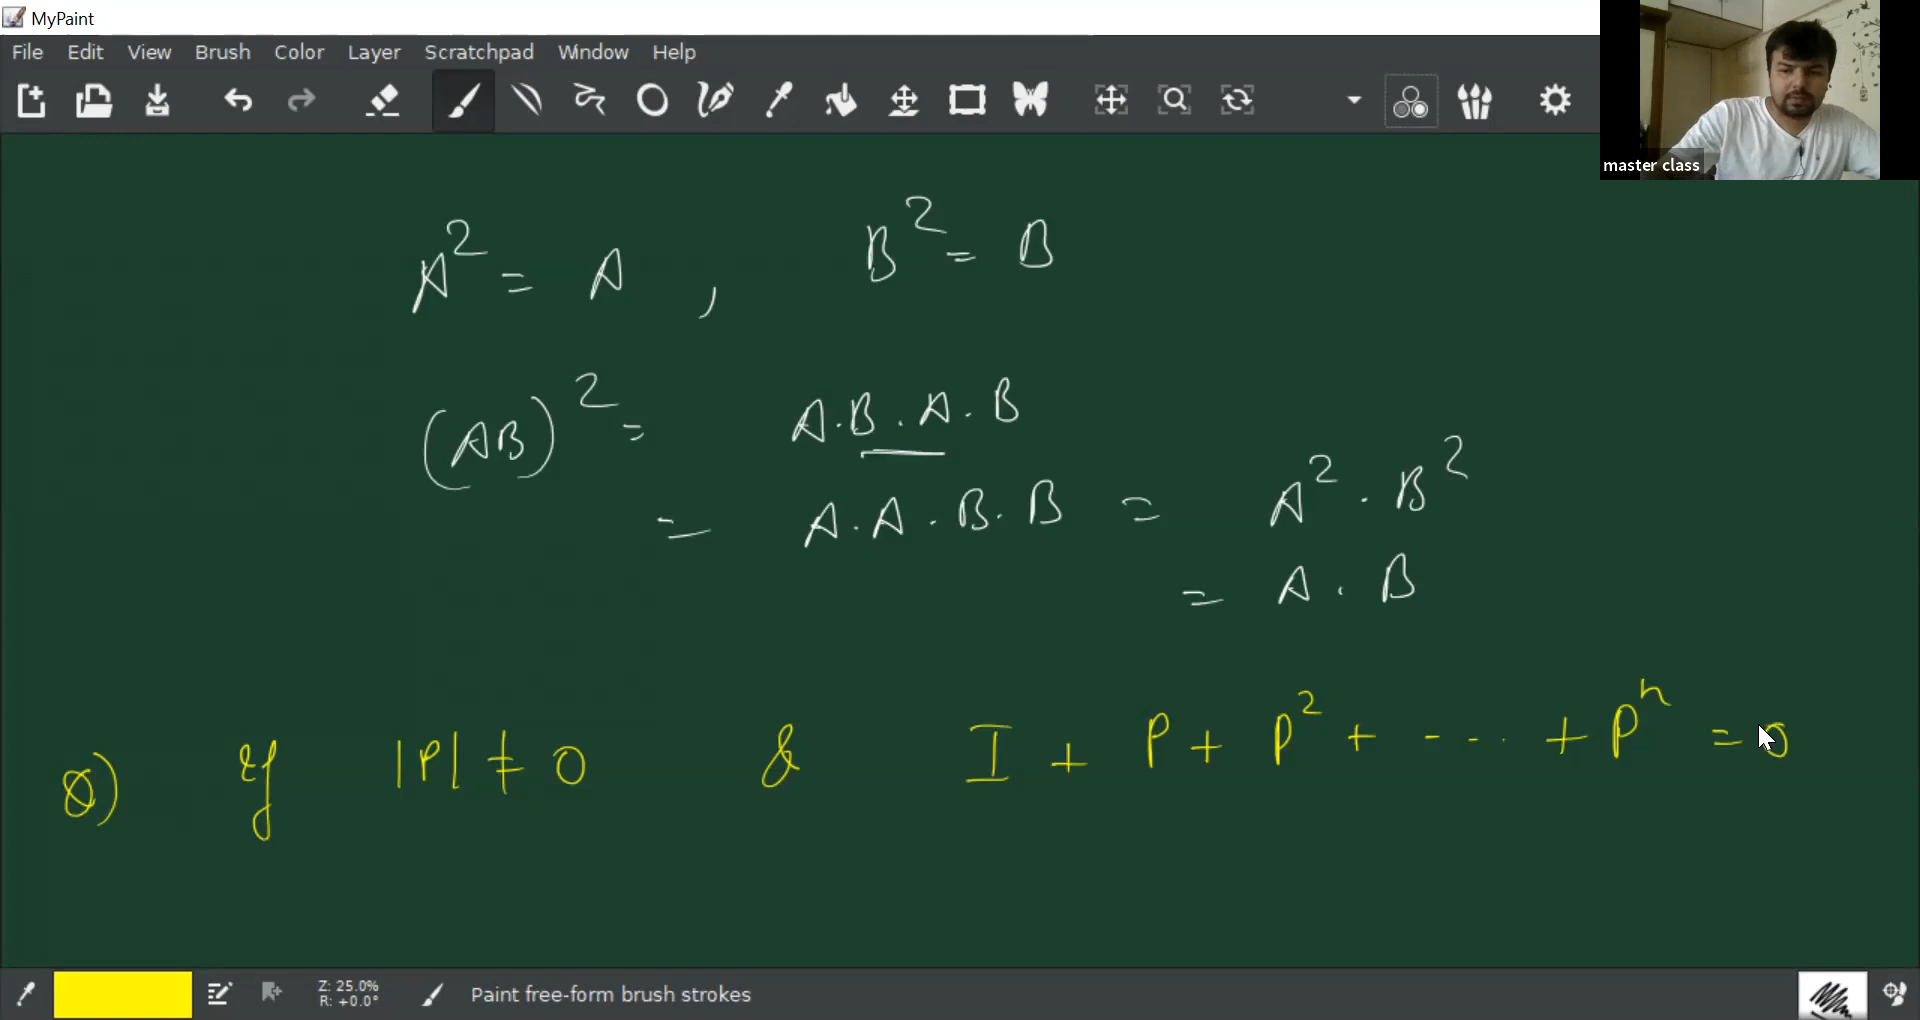 MyPaint
File Edit View Brush Color Layer Scratchpad Window Help
master class
A² = A , B² = B
(AB)² = A.B.A.B
= A.A.B.B = A².B²
= A.B
Q) If |P| ≠ 0 & I + P + P² + - - .. + Pⁿ = 0
Z: 25.0%
R: +0.0°
Paint free-form brush strokes